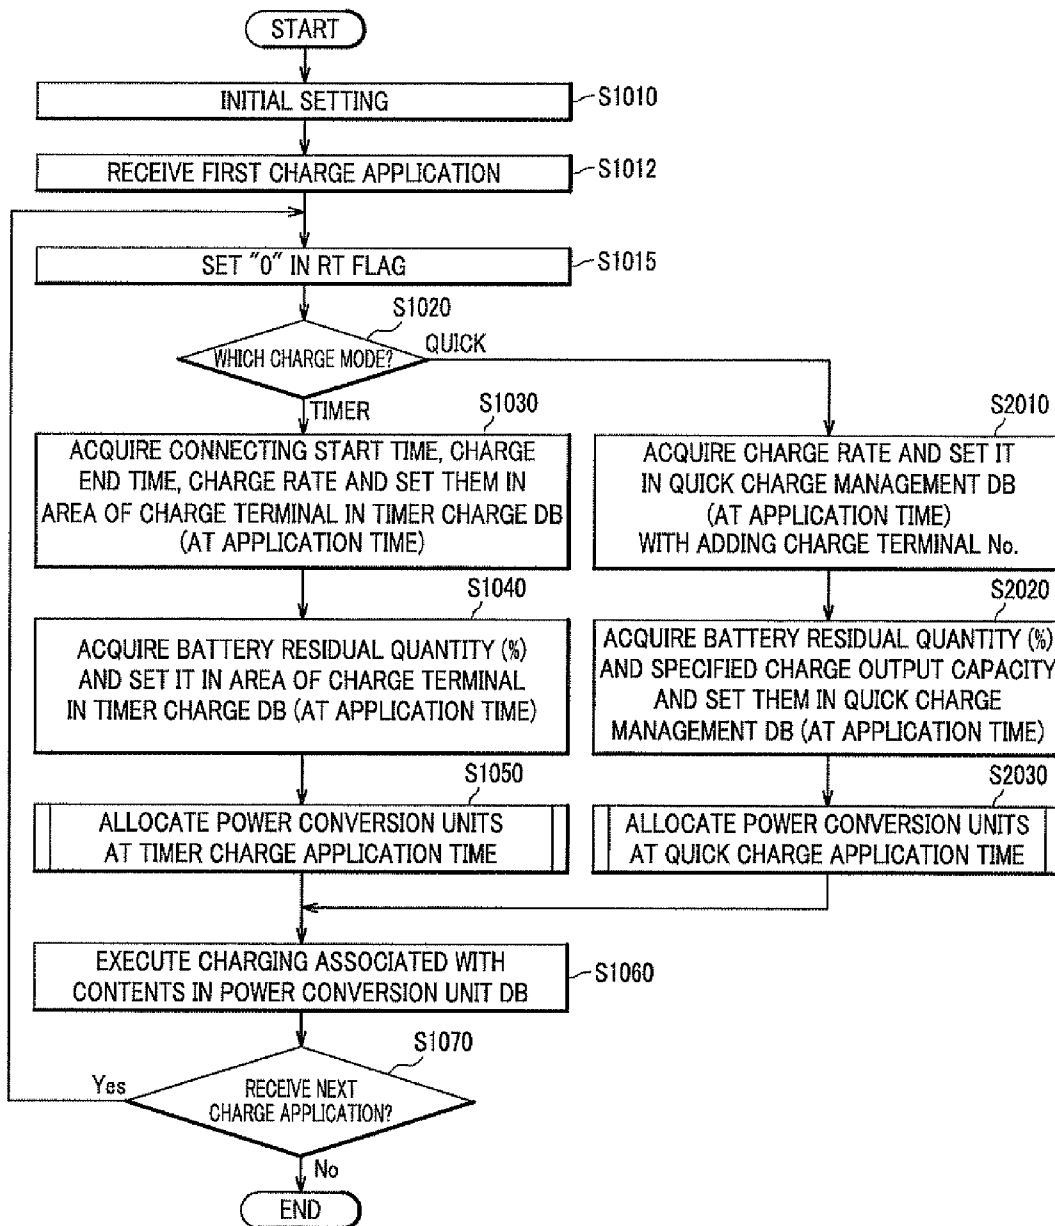 START
INITIAL SETTING
S1010
RECEIVE FIRST CHARGE APPLICATION
S1012
SET "0" IN RT FLAG
S1015
S1020
WHICH CHARGE MODE?
QUICK
TIMER
S1030
ACQUIRE CONNECTING START TIME, CHARGE
END TIME, CHARGE RATE AND SET THEM IN
AREA OF CHARGE TERMINAL IN TIMER CHARGE DB
(AT APPLICATION TIME)
S2010
ACQUIRE CHARGE RATE AND SET IT
IN QUICK CHARGE MANAGEMENT DB
(AT APPLICATION TIME)
WITH ADDING CHARGE TERMINAL No.
S1040
ACQUIRE BATTERY RESIDUAL QUANTITY (%)
AND SET IT IN AREA OF CHARGE TERMINAL
IN TIMER CHARGE DB (AT APPLICATION TIME)
S2020
ACQUIRE BATTERY RESIDUAL QUANTITY (%)
AND SPECIFIED CHARGE OUTPUT CAPACITY
AND SET THEM IN QUICK CHARGE
MANAGEMENT DB (AT APPLICATION TIME)
S1050
ALLOCATE POWER CONVERSION UNITS
AT TIMER CHARGE APPLICATION TIME
S2030
ALLOCATE POWER CONVERSION UNITS
AT QUICK CHARGE APPLICATION TIME
EXECUTE CHARGING ASSOCIATED WITH
CONTENTS IN POWER CONVERSION UNIT DB
S1060
S1070
Yes
RECEIVE NEXT
CHARGE APPLICATION?
No
END